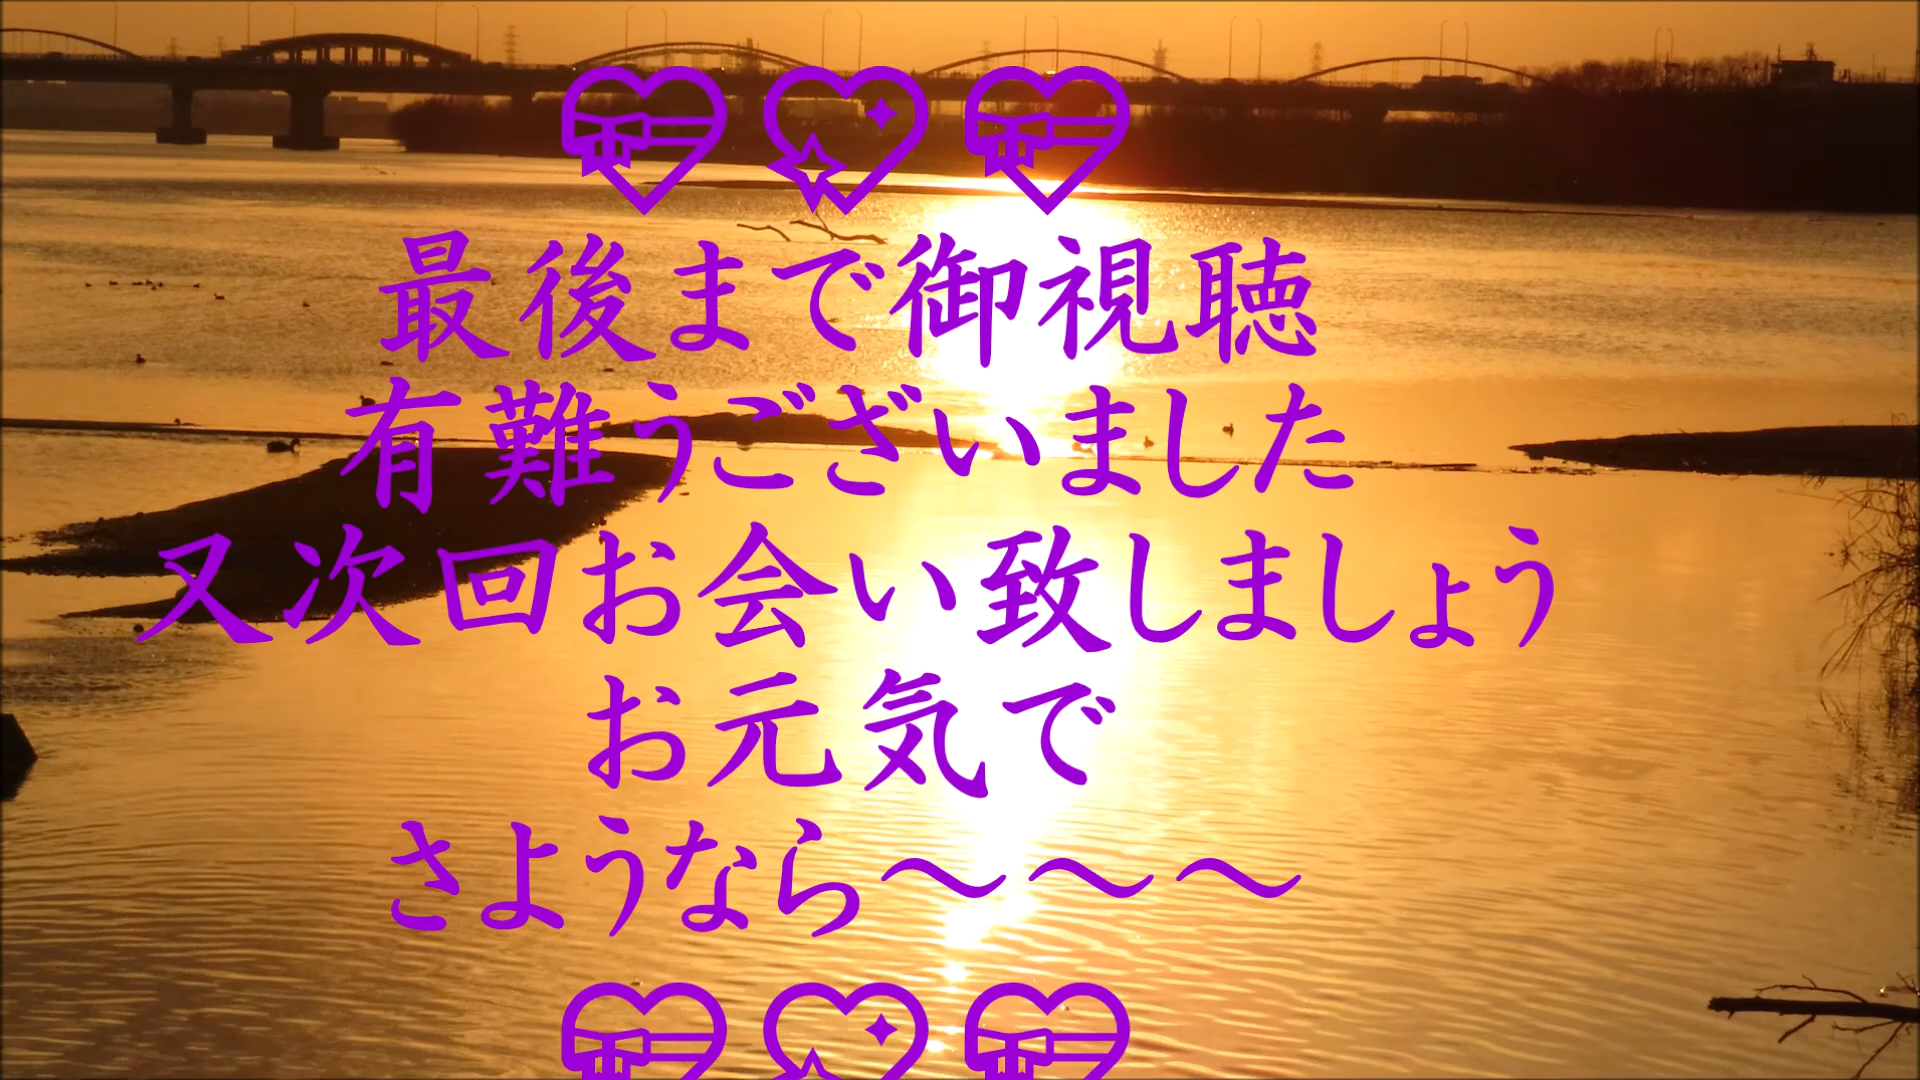 💝💖💝
最後まで御視聴
有難うございました
又次回お会い致しましょう
お元気で
さようなら～～～
💝💖💝